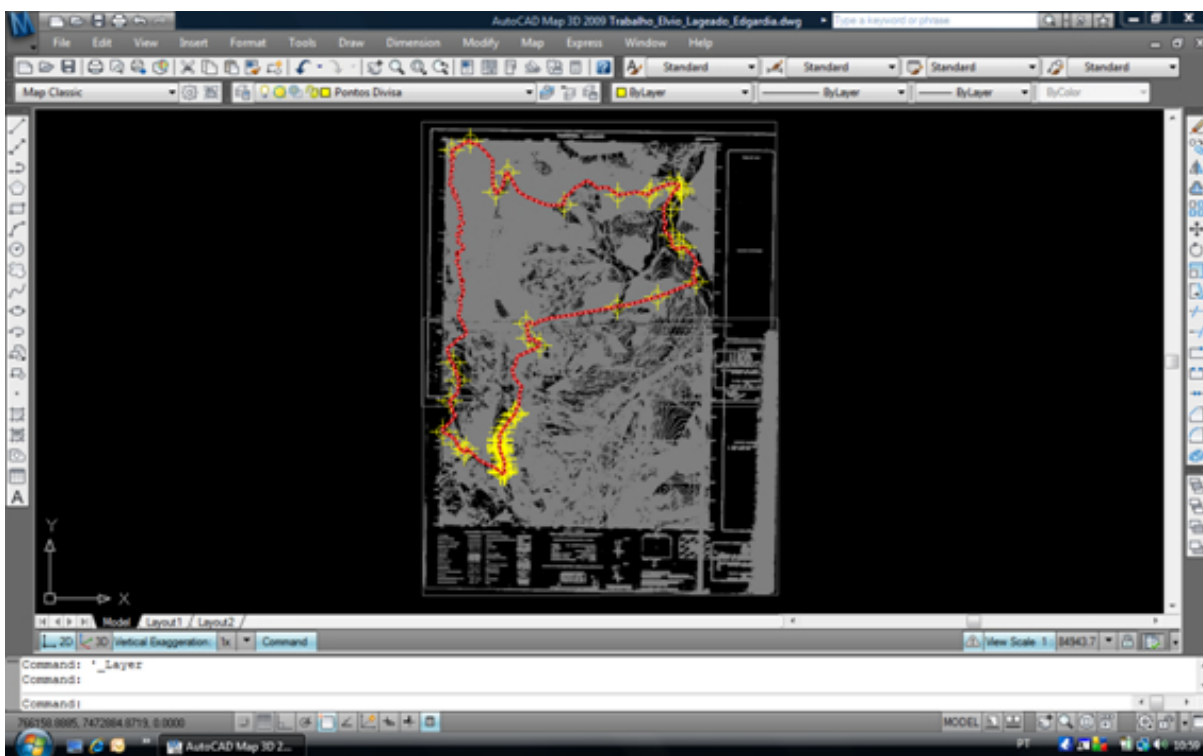 AutoCAD Map 3D 2009 Trabalho_Elvio_Lageado_Edgardia.dwg
Type a keyword or phrase
File Edit View Insert Format Tools Draw Dimension Modify Map Express Window Help
Standard Standard Standard Standard
Map Classic Pontos Divisa ByLayer ByLayer ByLayer ByColor
A
Y
X
Model Layout1 Layout2
2D 3D Vertical Exaggeration: 1x Command View Scale 1 84943.7
Command: '_Layer
Command:
Command:
766158.8885, 7472884.8719, 0.0000 MODEL
AutoCAD Map 3D 2... PT